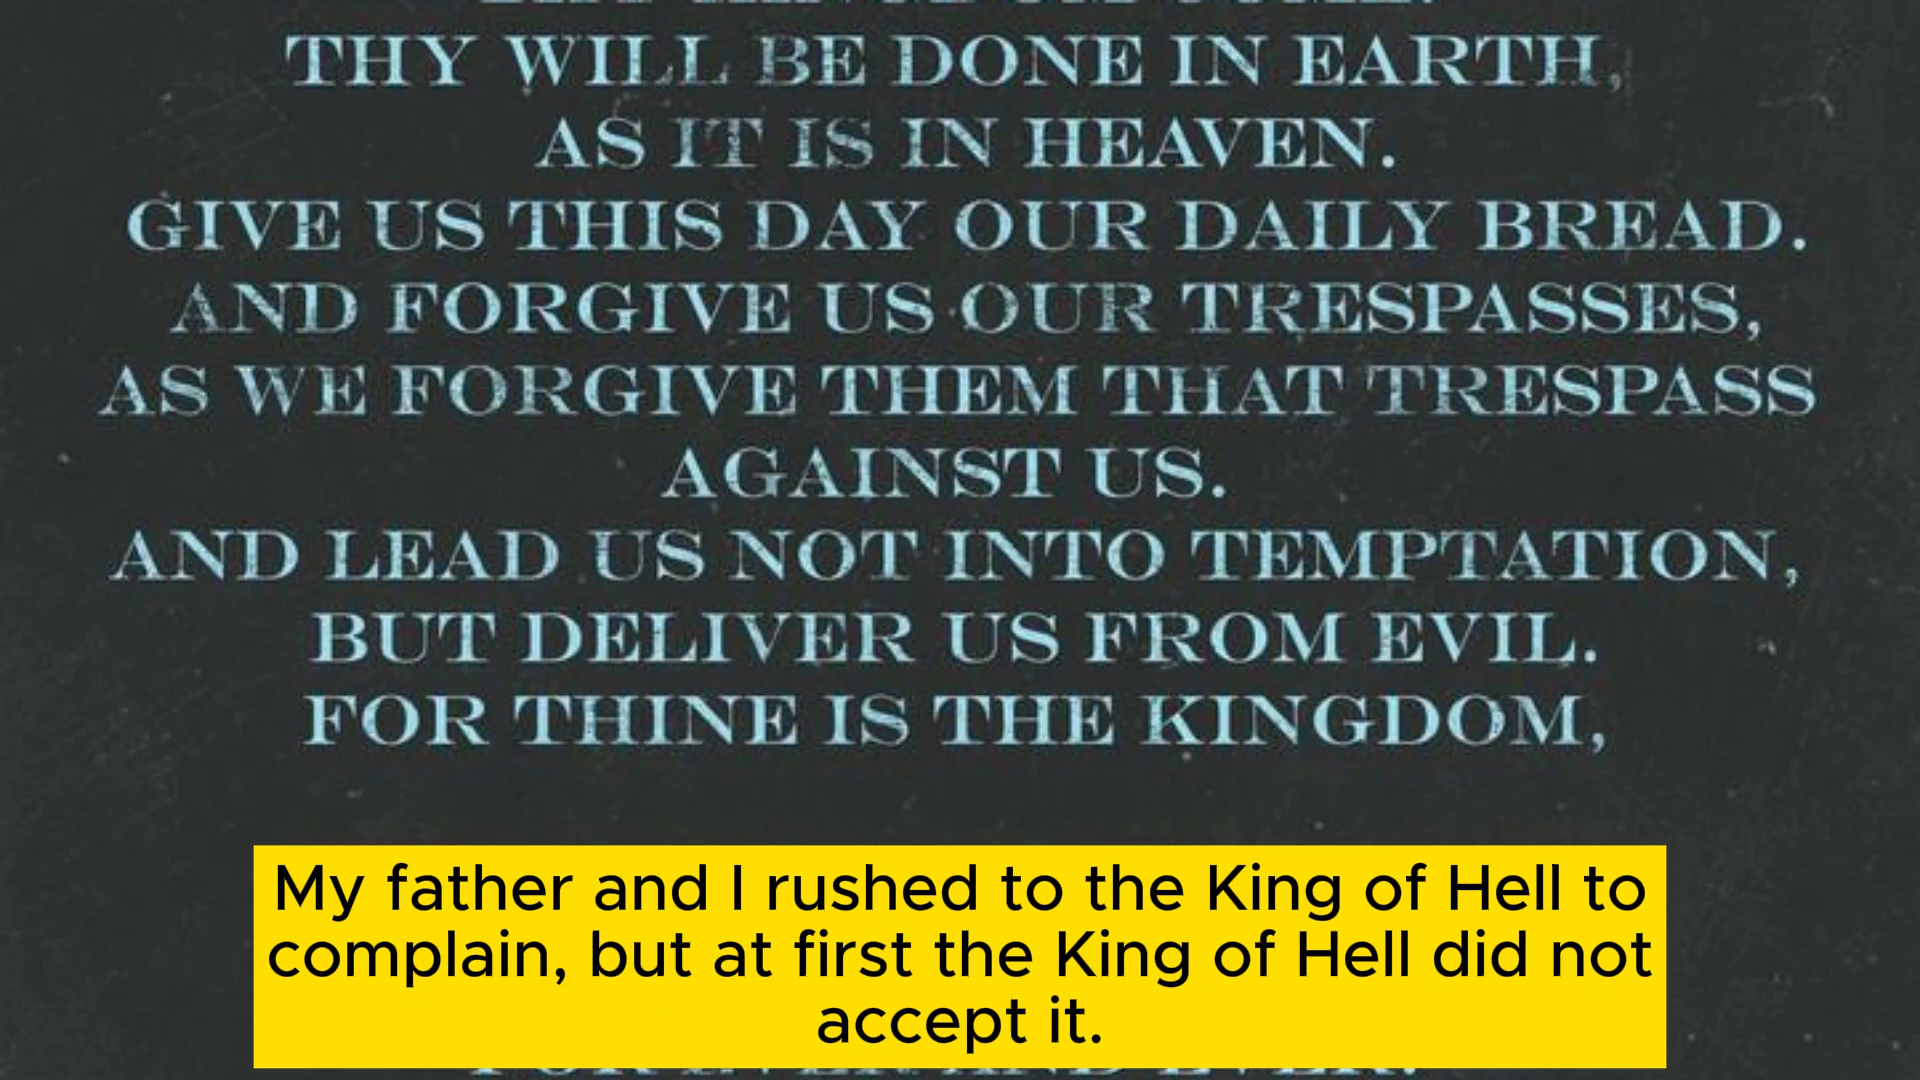 THY WILL BE DONE IN EARTH,
AS IT IS IN HEAVEN.
GIVE US THIS DAY OUR DAILY BREAD.
AND FORGIVE US OUR TRESPASSES,
AS WE FORGIVE THEM THAT TRESPASS
AGAINST US.
AND LEAD US NOT INTO TEMPTATION,
BUT DELIVER US FROM EVIL.
FOR THINE IS THE KINGDOM,
My father and I rushed to the King of Hell to
complain, but at first the King of Hell did not
accept it.